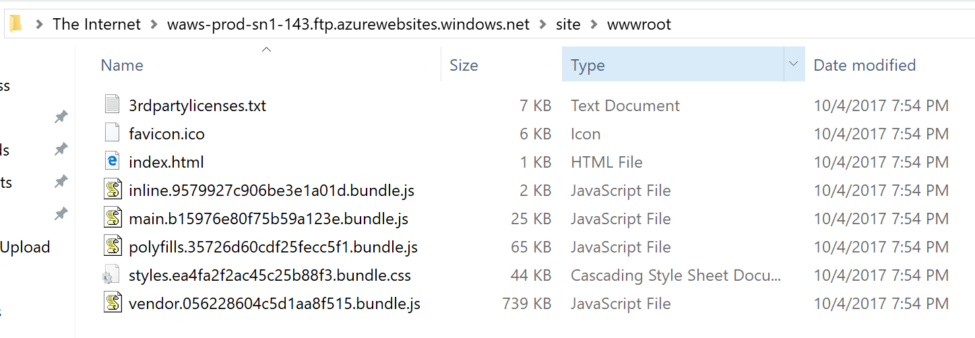 The Internet > waws-prod-sn1-143.ftp.azurewebsites.windows.net > site > wwwroot
Name Size Type Date modified
ss
3rdpartylicenses.txt 7 KB Text Document 10/4/2017 7:54 PM
favicon.ico 6 KB Icon 10/4/2017 7:54 PM
ds
index.html 1 KB HTML File 10/4/2017 7:54 PM
ts
inline.9579927c906be3e1a01d.bundle.js 2 KB JavaScript File 10/4/2017 7:54 PM
main.b15976e80f75b59a123e.bundle.js 25 KB JavaScript File 10/4/2017 7:54 PM
Upload
polyfills.35726d60cdf25fecc5f1.bundle.js 65 KB JavaScript File 10/4/2017 7:54 PM
styles.ea4fa2f2ac45c25b88f3.bundle.css 44 KB Cascading Style Sheet Docu... 10/4/2017 7:54 PM
vendor.056228604c5d1aa8f515.bundle.js 739 KB JavaScript File 10/4/2017 7:54 PM